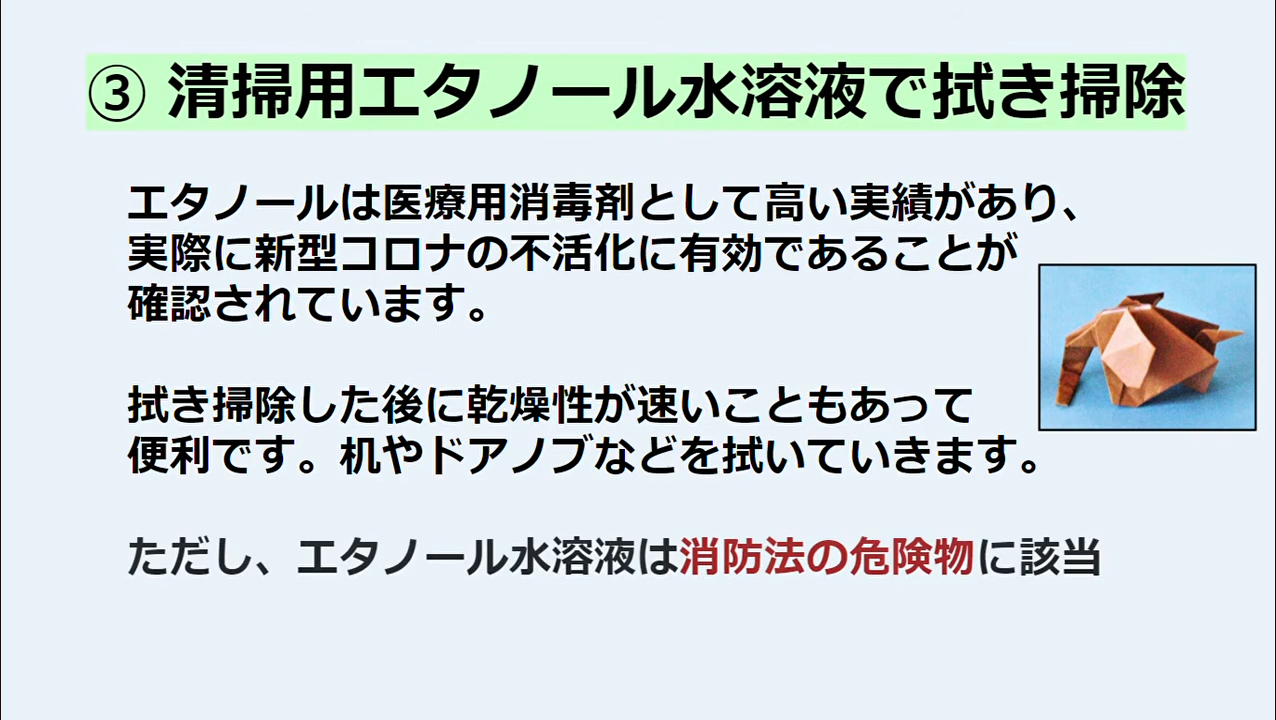 ③ 清掃用エタノール水溶液で拭き掃除
エタノールは医療用消毒剤として高い実績があり、
実際に新型コロナの不活化に有効であることが
確認されています。
拭き掃除した後に乾燥性が速いこともあって
便利です。机やドアノブなどを拭いていきます。
ただし、エタノール水溶液は消防法の危険物に該当